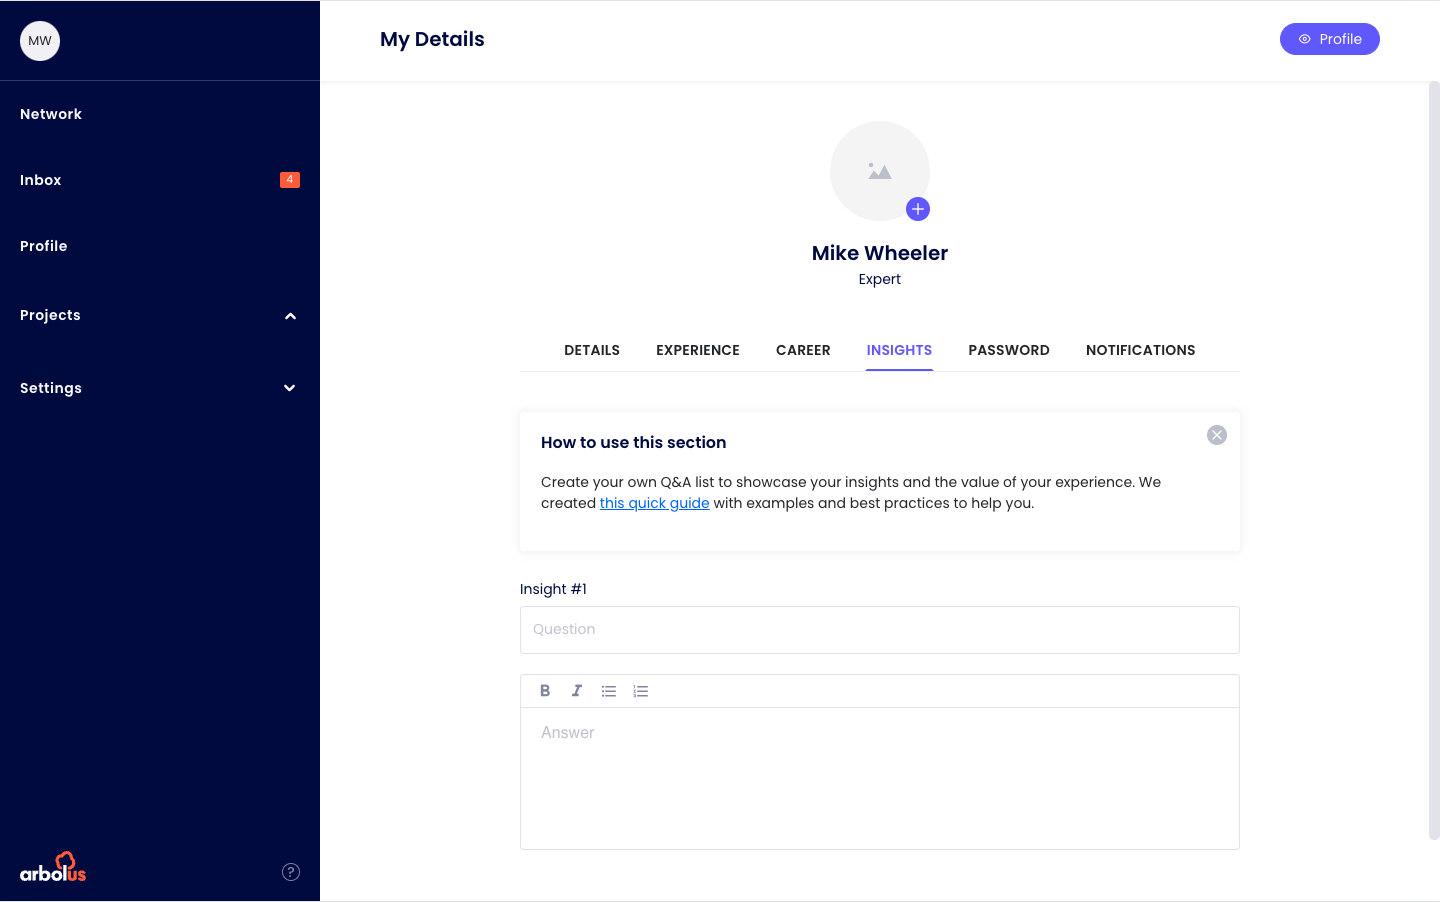 MW
My Details
Profile
Network
Inbox
4
Profile
Projects
Settings
Mike Wheeler
Expert
DETAILS
EXPERIENCE
CAREER
INSIGHTS
PASSWORD
NOTIFICATIONS
How to use this section
Create your own Q&A list to showcase your insights and the value of your experience. We
created this quick guide with examples and best practices to help you.
Insight #1
Question
B I
Answer
arbolus
?